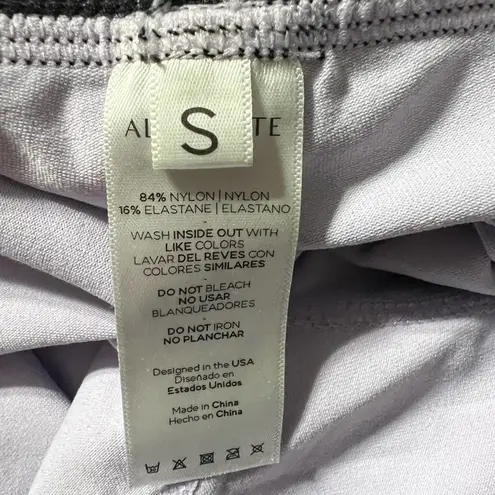 S
84% NYLON | NYLON
16% ELASTANE | ELASTANO
WASH INSIDE OUT WITH
LIKE COLORS
LAVAR DEL REVES CON
COLORES SIMILARES
DO NOT BLEACH
NO USAR
BLANQUEADORES
DO NOT IRON
NO PLANCHAR
Designed in the USA
Diseñado en
Estados Unidos
Made in China
Hecho en China